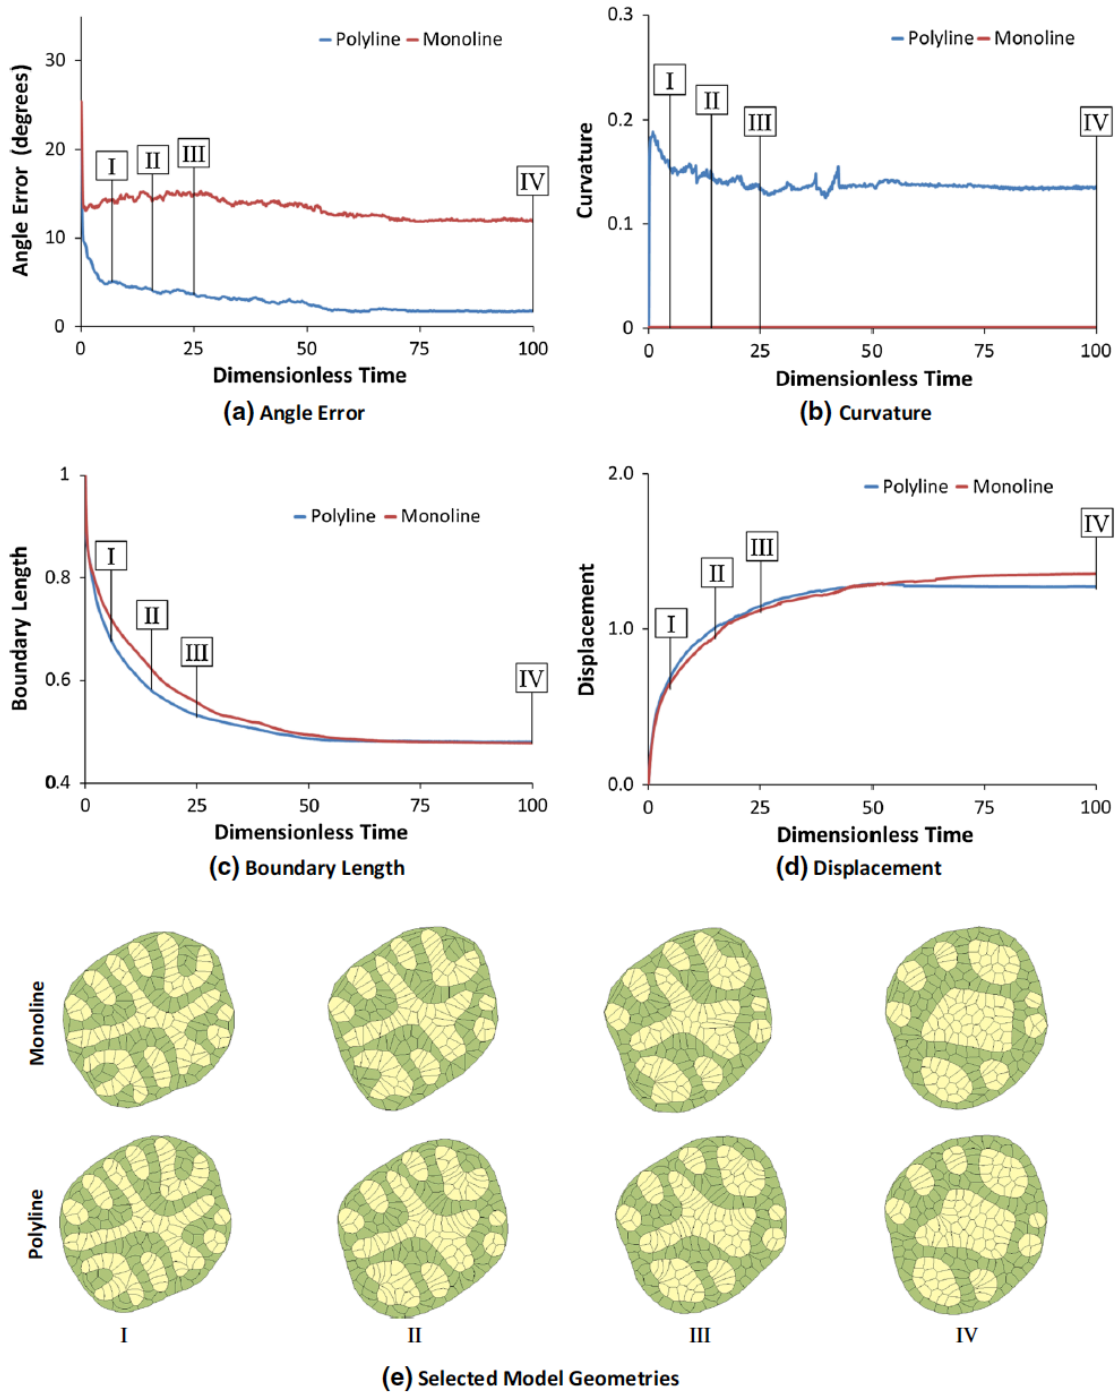 Polyline Monoline
30
20
10
0
I
II
III
IV
0 25 50 75 100
Angle Error (degrees)
Dimensionless Time
(a) Angle Error
Polyline Monoline
0.3
0.2
0.1
0
I
II
III
IV
0 25 50 75 100
Curvature
Dimensionless Time
(b) Curvature
Polyline Monoline
1
0.8
0.6
0.4
I
II
III
IV
0 25 50 75 100
Boundary Length
Dimensionless Time
(c) Boundary Length
Polyline Monoline
2.0
1.0
0.0
I
II
III
IV
0 25 50 75 100
Displacement
Dimensionless Time
(d) Displacement
Monoline
Polyline
I II III IV
(e) Selected Model Geometries